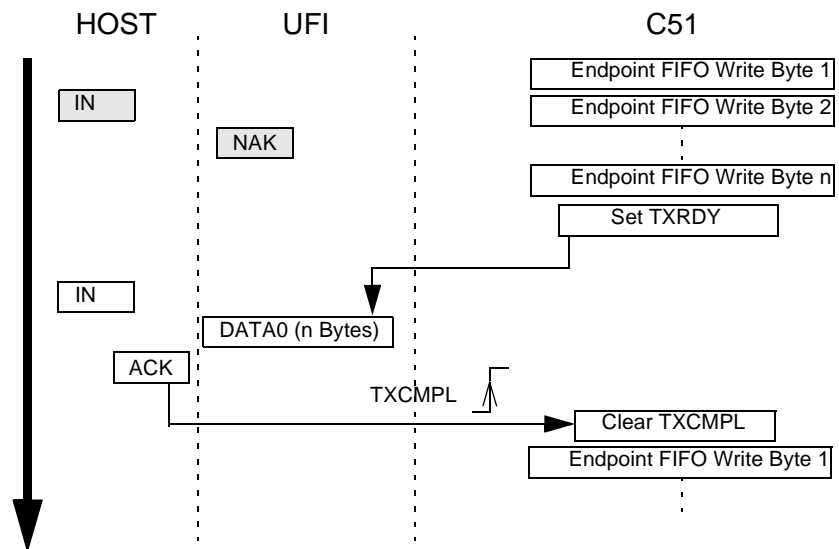 HOST UFI C51
Endpoint FIFO Write Byte 1
IN
Endpoint FIFO Write Byte 2
NAK
Endpoint FIFO Write Byte n
Set TXRDY
IN
DATA0 (n Bytes)
ACK
TXCMPL
Clear TXCMPL
Endpoint FIFO Write Byte 1